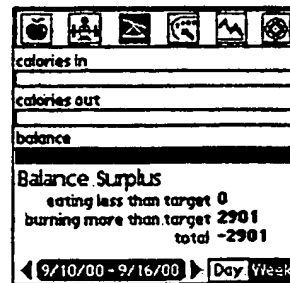 calories in
calories out
balance
Balance Surplus
eating less than target 0
burning more than target 2901
total -2901
9/10/00 - 9/16/00 Day Week